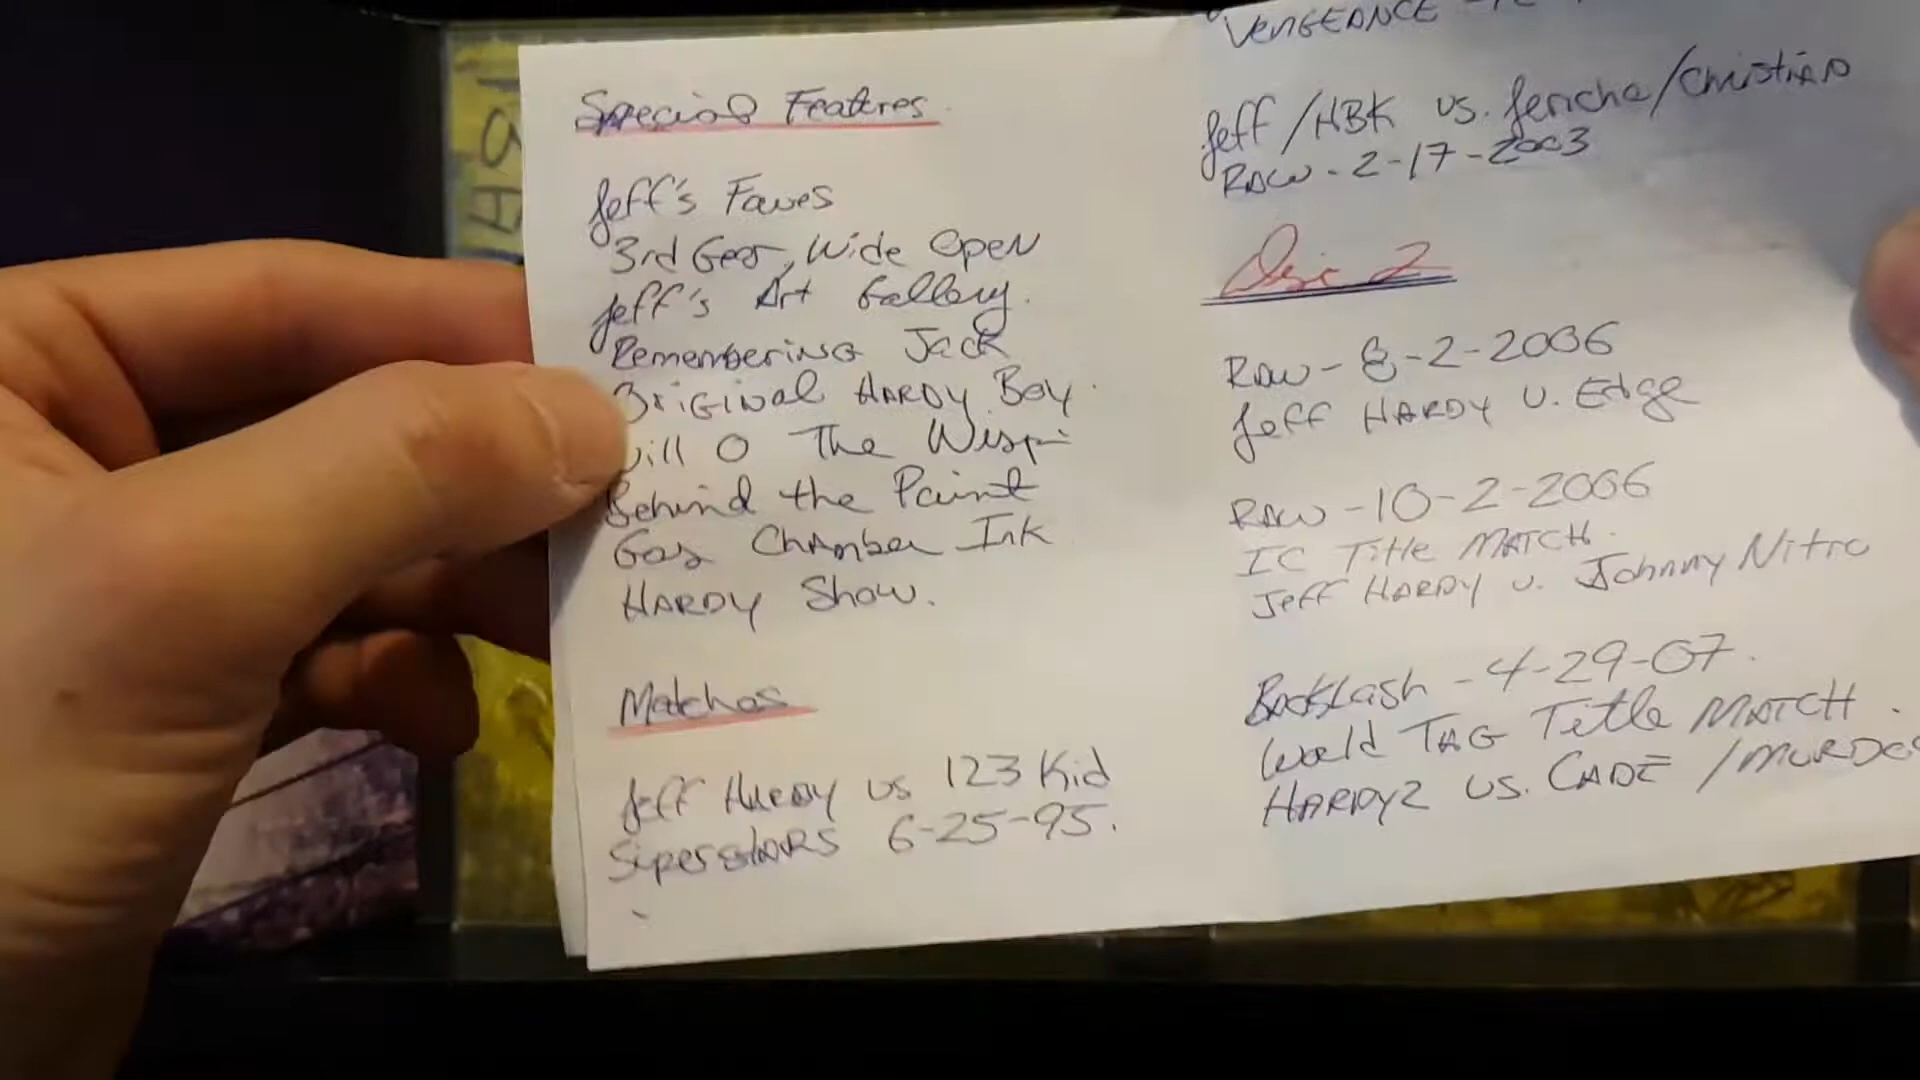 Special Features
Jeff's Faves
3rd Gear, Wide Open
Jeff's Art Gallery.
Remembering Jack
Original HARDY Boy.
Will O The Wisp
Behind the Paint
Gas Chamber Ink
HARDY Show.
Matches
Jeff HARDY vs 123 Kid
SuperstARS 6-25-95.
VENGEANCE
Jeff/HBK vs. Jericho/Christian
RAW - 2-17-2003
Disc 2
RAW - 8-2-2006
Jeff HARDY v. Edge
RAW - 10-2-2006
IC Title MATCH.
Jeff HARDY v. Johnny Nitro
BackLash - 4-29-07.
World TAG Title MATCH.
HARDYZ vs. CADE /MURDO